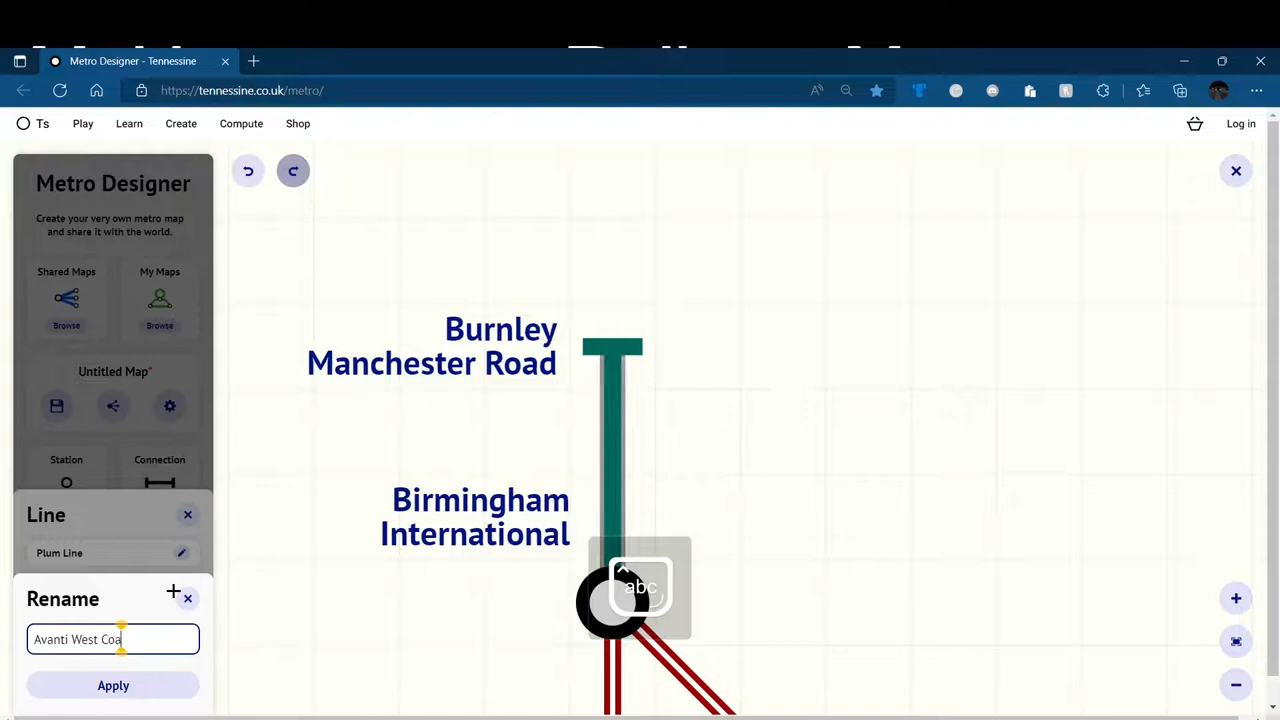 Metro Designer - Tennessine
https://tennessine.co.uk/metro/
Ts Play Learn Create Compute Shop Log in
Metro Designer
Create your very own metro map
and share it with the world.
Shared Maps My Maps
Browse Browse
Untitled Map*
Station Connection
Line
Plum Line
Rename
Avanti West Coa
Apply
Burnley
Manchester Road
Birmingham
International
abc